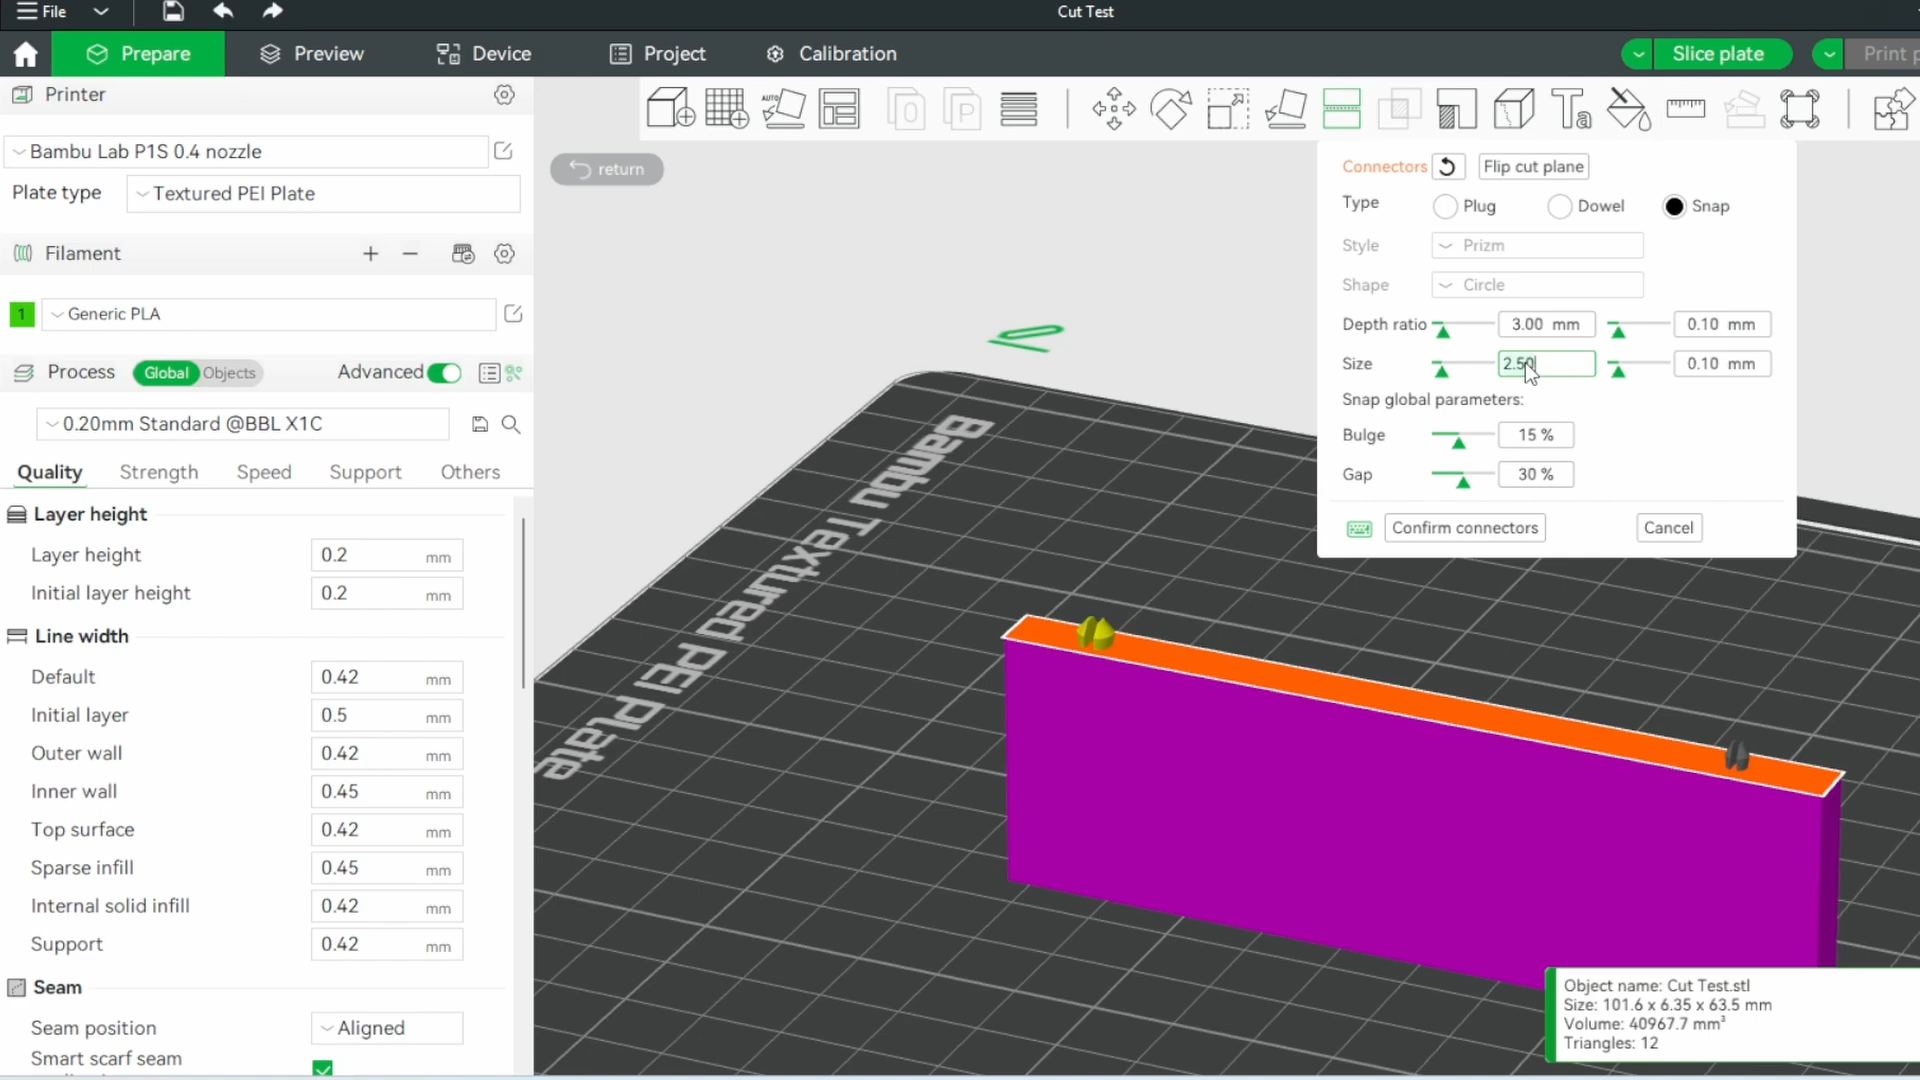 File
Cut Test
Prepare
Preview
Device
Project
Calibration
Slice plate
Print p
Printer
Bambu Lab P1S 0.4 nozzle
Plate type
Textured PEI Plate
Filament
1
Generic PLA
Process
Global
Objects
Advanced
0.20mm Standard @BBL X1C
Quality
Strength
Speed
Support
Others
Layer height
Layer height
0.2 mm
Initial layer height
0.2 mm
Line width
Default
0.42 mm
Initial layer
0.5 mm
Outer wall
0.42 mm
Inner wall
0.45 mm
Top surface
0.42 mm
Sparse infill
0.45 mm
Internal solid infill
0.42 mm
Support
0.42 mm
Seam
Seam position
Aligned
Smart scarf seam
AUTO
O
P
Ta
return
Connectors
Flip cut plane
Type
Plug
Dowel
Snap
Style
Prizm
Shape
Circle
Depth ratio
3.00 mm
0.10 mm
Size
2.50
0.10 mm
Snap global parameters:
Bulge
15 %
Gap
30 %
Confirm connectors
Cancel
Bambu Textured PEI Plate
Object name: Cut Test.stl
Size: 101.6 x 6.35 x 63.5 mm
Volume: 40967.7 mm³
Triangles: 12